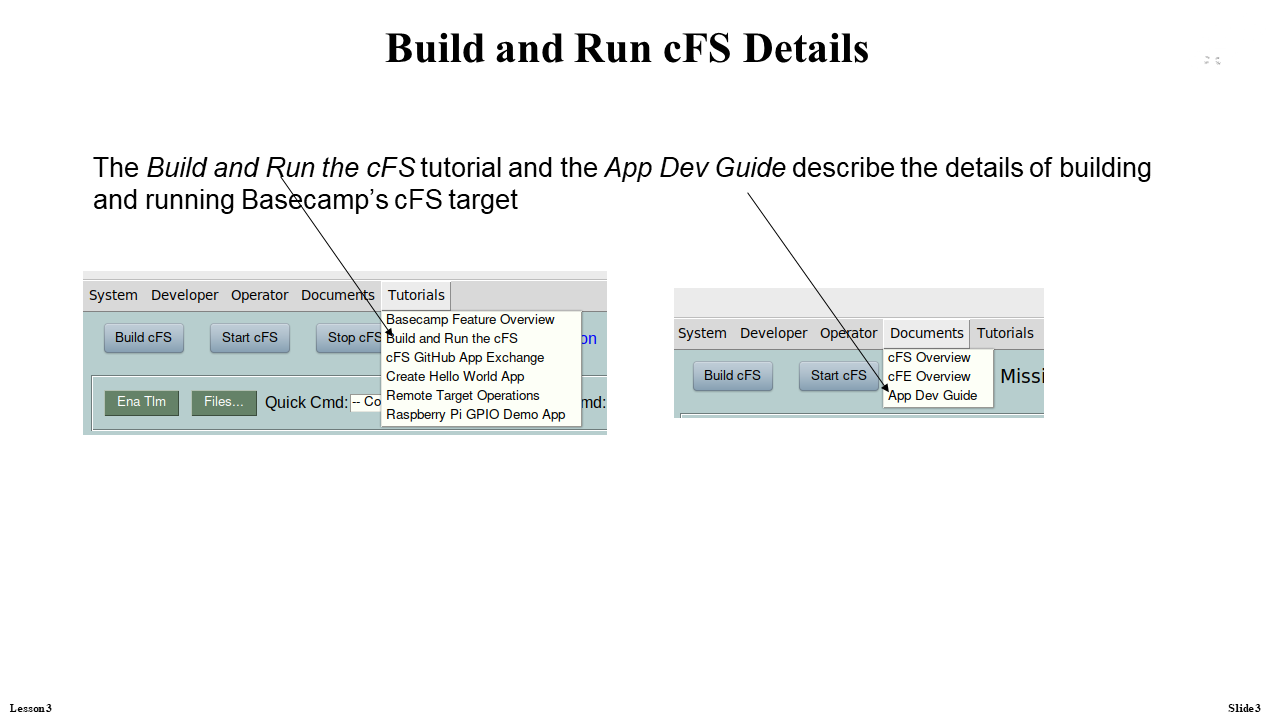 Build and Run cFS Details
The Build and Run the cFS tutorial and the App Dev Guide describe the details of building
and running Basecamp’s cFS target
System Developer Operator Documents Tutorials
Basecamp Feature Overview
Build cFS Start cFS Stop cFS Build and Run the cFS on
cFS GitHub App Exchange
Create Hello World App
Remote Target Operations
Ena Tlm Files... Quick Cmd: -- Co md:
Raspberry Pi GPIO Demo App
System Developer Operator Documents Tutorials
cFS Overview
Build cFS Start cFS cFE Overview Missi
App Dev Guide
Lesson 3
Slide 3